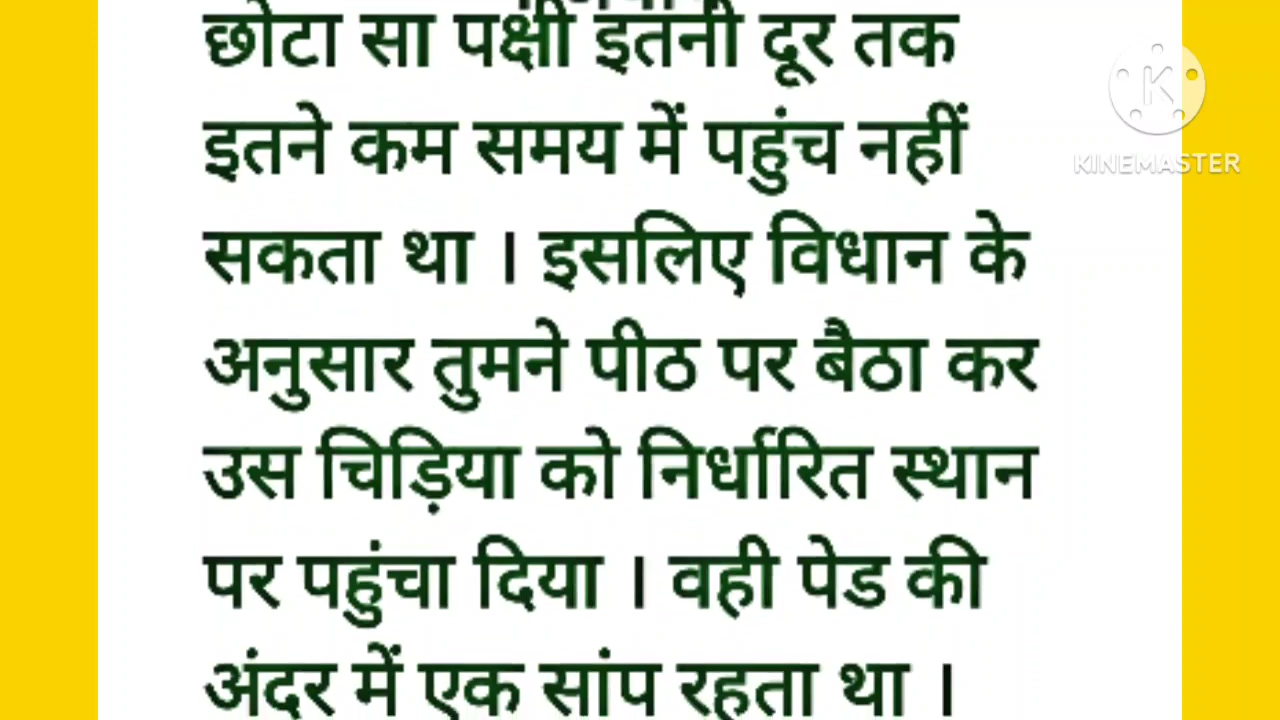 छोटा सा पक्षी इतनी दूर तक
इतने कम समय में पहुंच नहीं
सकता था । इसलिए विधान के
अनुसार तुमने पीठ पर बैठा कर
उस चिड़िया को निर्धारित स्थान
पर पहुंचा दिया । वही पेड की
अंदर में एक सांप रहता था ।
KINEMASTER